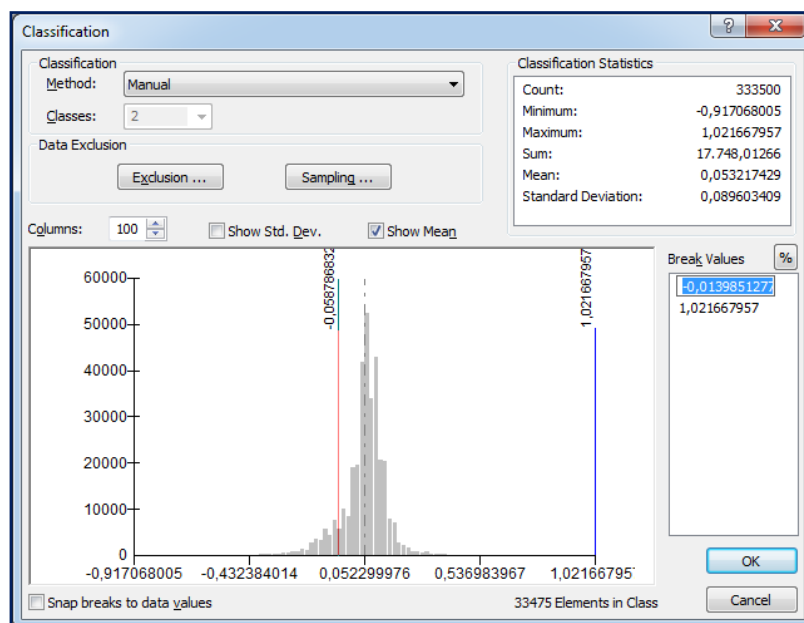 Classification
Classification
Method: Manual
Classes: 2
Data Exclusion
Exclusion ...
Sampling ...
Classification Statistics
Count: 333500
Minimum: -0,917068005
Maximum: 1,021667957
Sum: 17.748,01266
Mean: 0,053217429
Standard Deviation: 0,089603409
Columns: 100 Show Std. Dev. Show Mean
Break Values %
-0,0139851277
1,021667957
-0,058786832
1,021667957
60000
50000
40000
30000
20000
10000
0
-0,917068005 -0,432384014 0,052299976 0,536983967 1,021667957
Snap breaks to data values
33475 Elements in Class
OK
Cancel